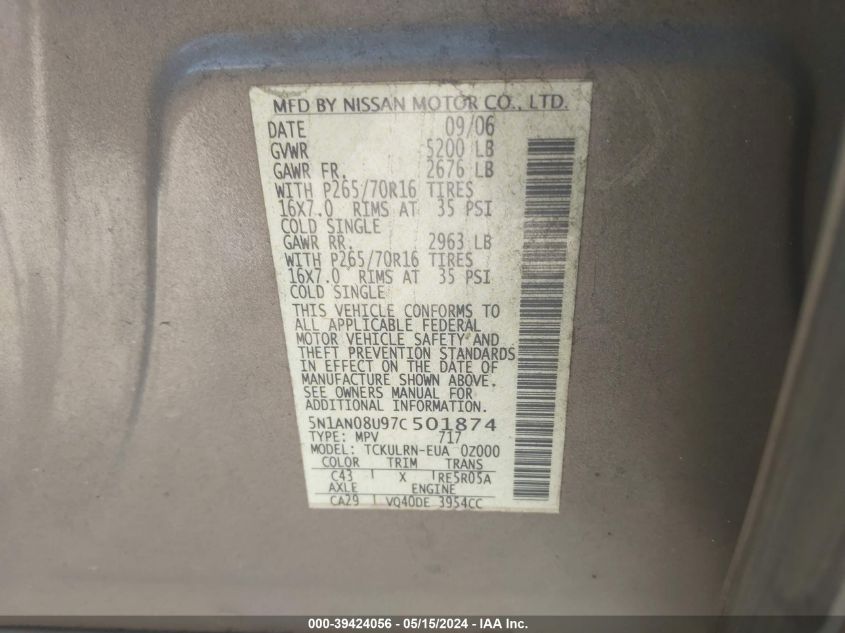 MFD BY NISSAN MOTOR CO., LTD.
DATE 09/06
GVWR 5200 LB
GAWR FR. 2676 LB
WITH P265/70R16 TIRES
16X7.0 RIMS AT 35 PSI
COLD SINGLE
GAWR RR. 2963 LB
WITH P265/70R16 TIRES
16X7.0 RIMS AT 35 PSI
COLD SINGLE
THIS VEHICLE CONFORMS TO
ALL APPLICABLE FEDERAL
MOTOR VEHICLE SAFETY AND
THEFT PREVENTION STANDARDS
IN EFFECT ON THE DATE OF
MANUFACTURE SHOWN ABOVE.
SEE OWNERS MANUAL FOR
ADDITIONAL INFORMATION.
5N1AN08U97C501874
TYPE: MPV 717
MODEL: TCKULRN-EUA 0Z000
COLOR TRIM TRANS
C43 X RE5R05A
AXLE ENGINE
CA29 VQ40DE 3954CC
000-39424056 - 05/15/2024 - IAA Inc.